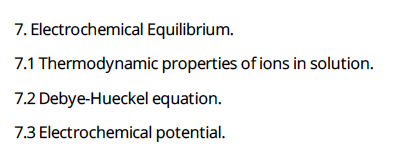 7. Electrochemical Equilibrium.
7.1 Thermodynamic properties of ions in solution.
7.2 Debye-Hueckel equation.
7.3 Electrochemical potential.